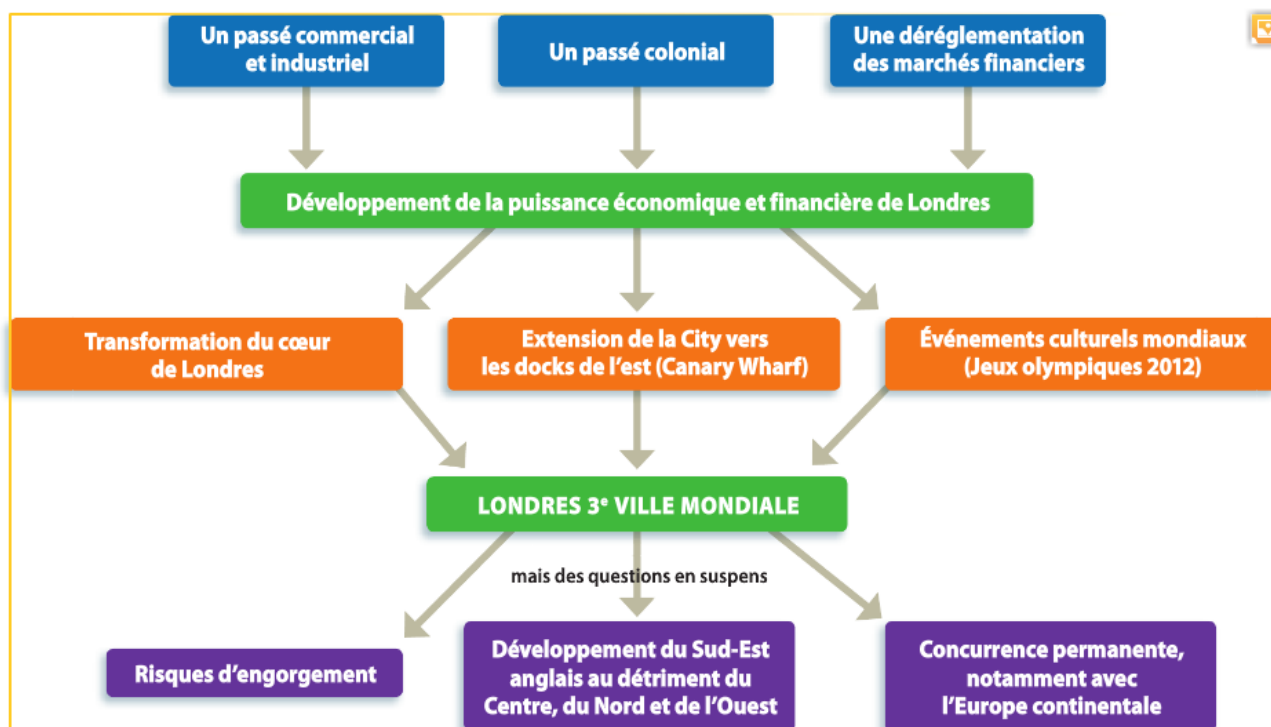 Un passé commercial
et industriel
Un passé colonial
Une déréglementation
des marchés financiers
Développement de la puissance économique et financière de Londres
Transformation du cœur
de Londres
Extension de la City vers
les docks de l'est (Canary Wharf)
Événements culturels mondiaux
(Jeux olympiques 2012)
LONDRES 3e VILLE MONDIALE
mais des questions en suspens
Risques d'engorgement
Développement du Sud-Est
anglais au détriment du
Centre, du Nord et de l'Ouest
Concurrence permanente,
notamment avec
l'Europe continentale